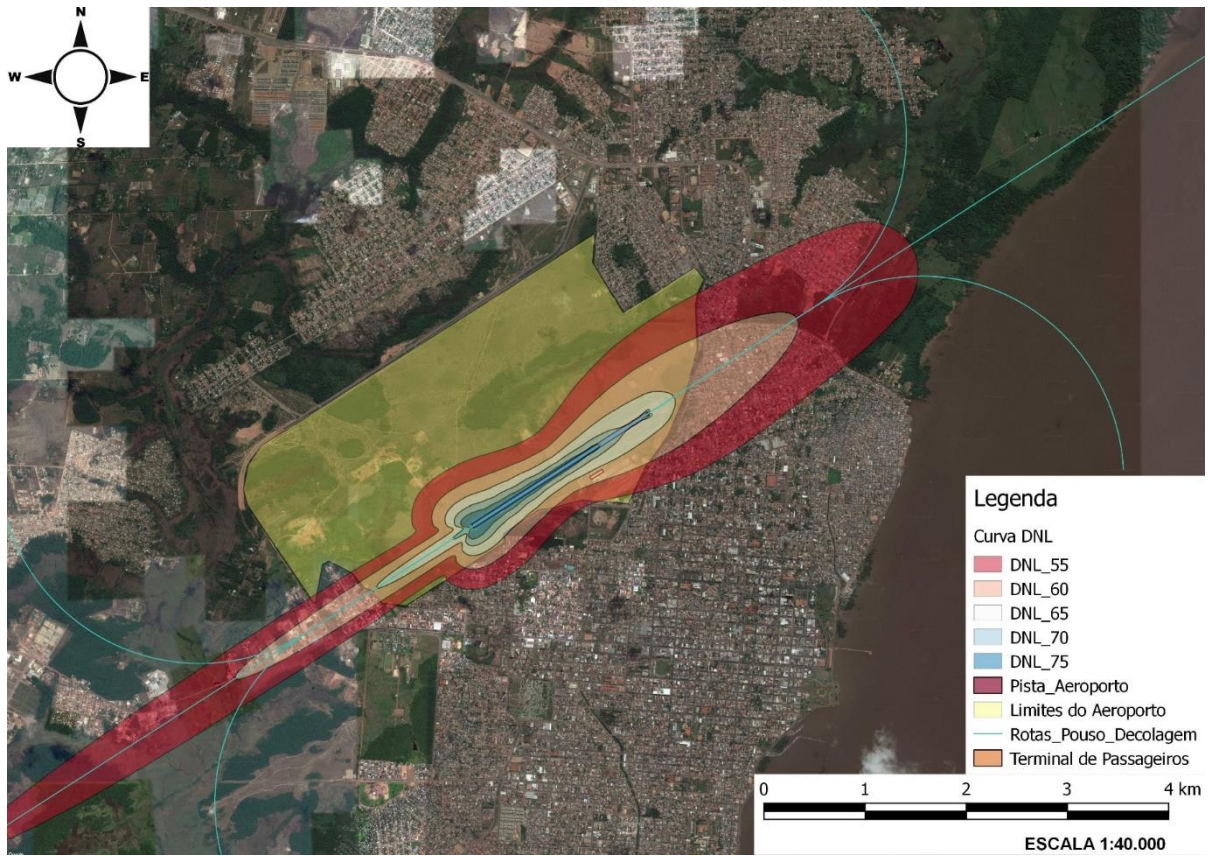 N
W E
S
Legenda
Curva DNL
DNL_55
DNL_60
DNL_65
DNL_70
DNL_75
Pista_Aeroporto
Limites do Aeroporto
Rotas_Pouso_Decolagem
Terminal de Passageiros
0 1 2 3 4 km
ESCALA 1:40.000